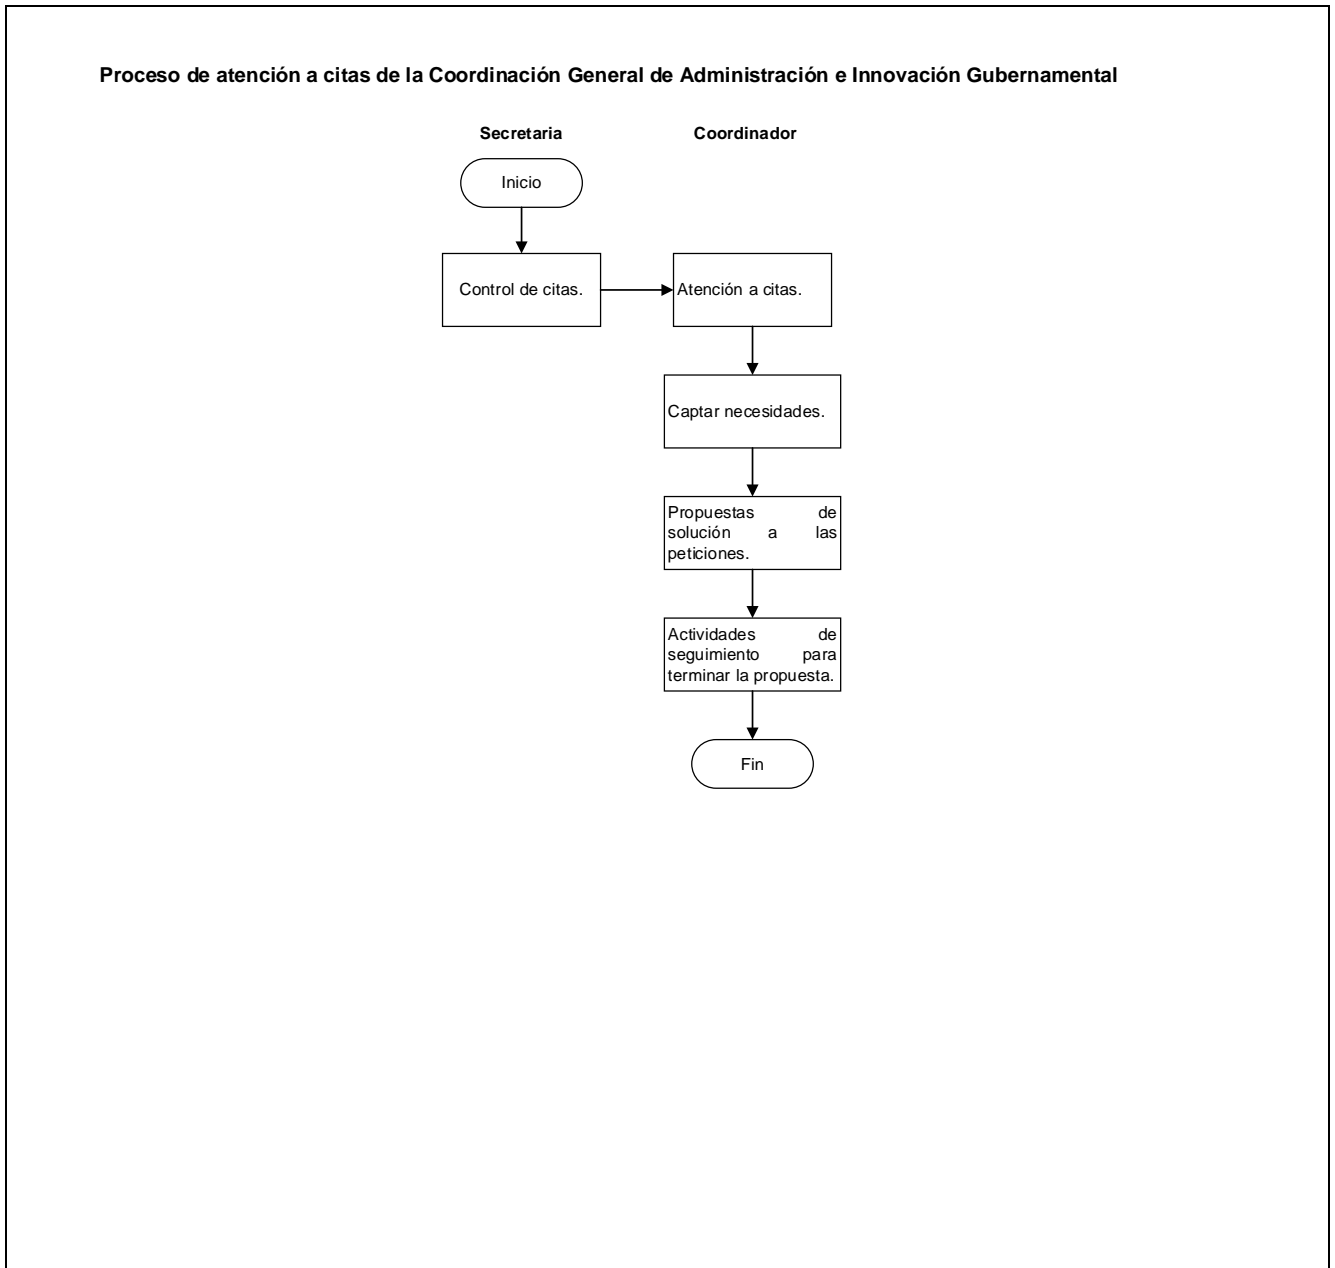 Proceso de atención a citas de la Coordinación General de Administración e Innovación Gubernamental
Secretaria
Coordinador
Inicio
Control de citas.
Atención a citas.
Captar necesidades.
Propuestas de
solución a las
peticiones.
Actividades de
seguimiento para
terminar la propuesta.
Fin